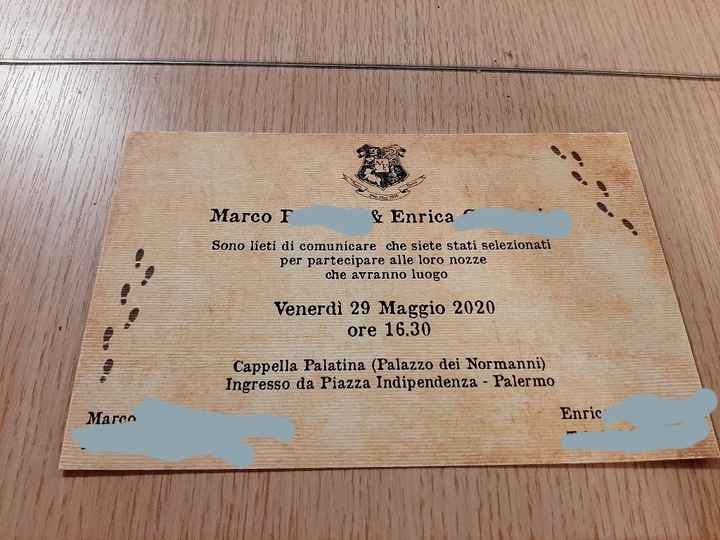 Marco & Enrica
Sono lieti di comunicare che siete stati selezionati
per partecipare alle loro nozze
che avranno luogo
Venerdì 29 Maggio 2020
ore 16.30
Cappella Palatina (Palazzo dei Normanni)
Ingresso da Piazza Indipendenza - Palermo
Marco